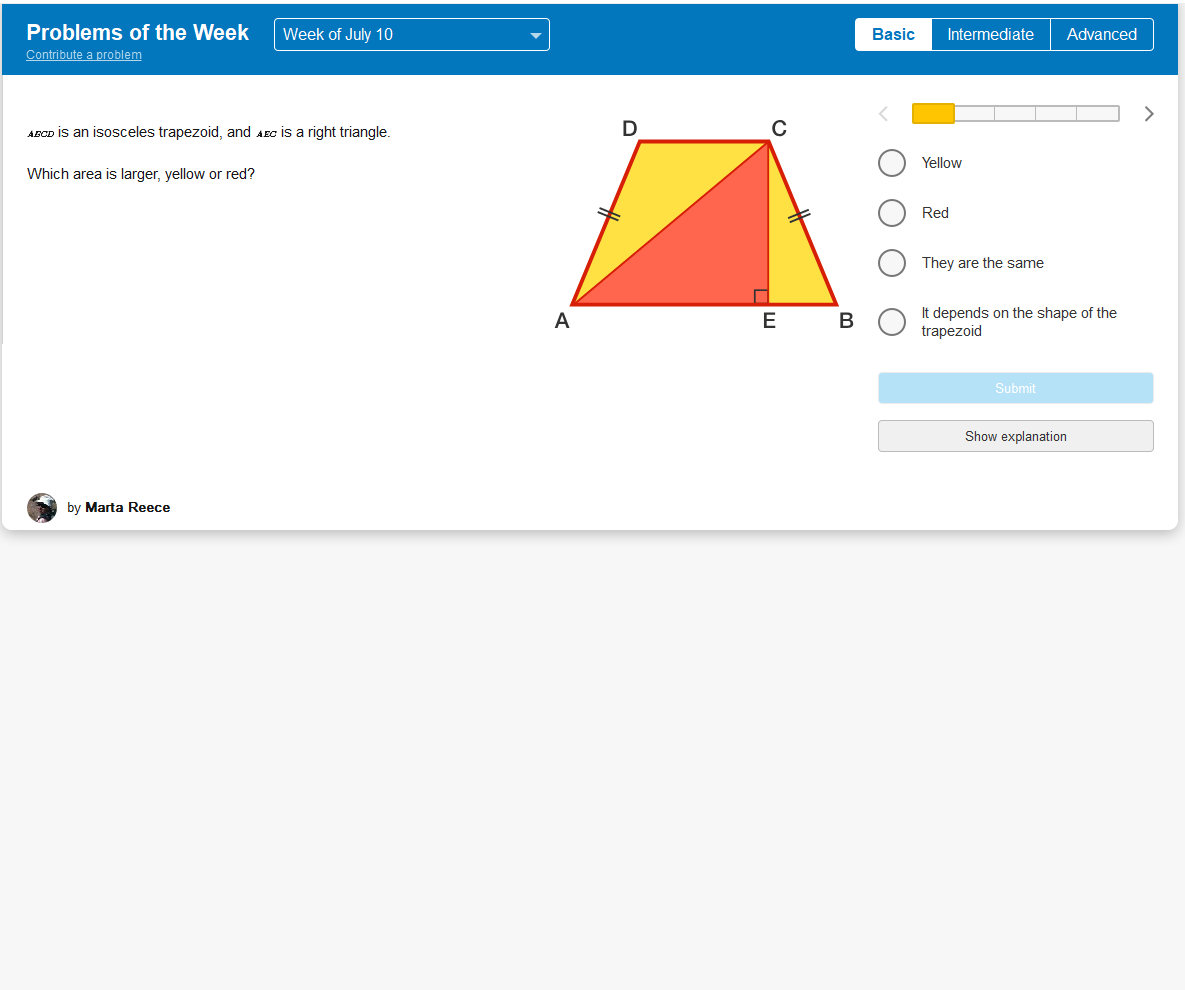 Problems of the Week
Week of July 10
Basic
Intermediate
Advanced
Contribute a problem
ABCD is an isosceles trapezoid, and AEC is a right triangle.
Which area is larger, yellow or red?
D
C
A
E
B
Yellow
Red
They are the same
It depends on the shape of the
trapezoid
Submit
Show explanation
by Marta Reece